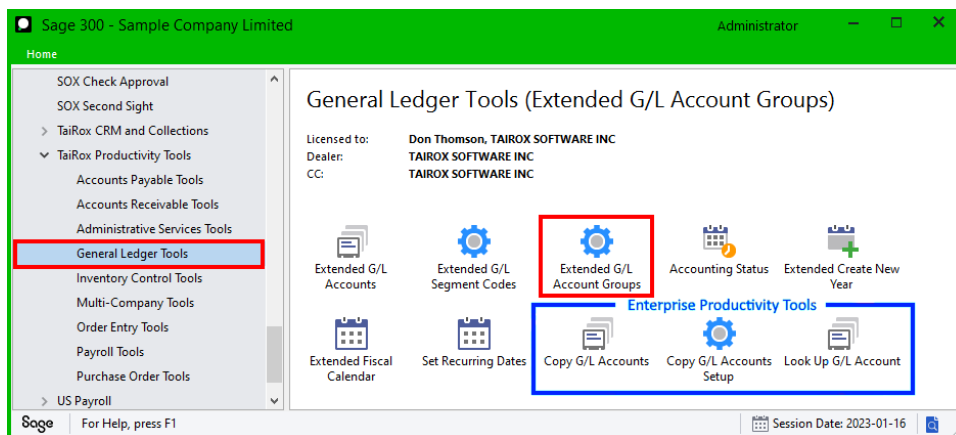 Sage 300 - Sample Company Limited
Administrator
Home
SOX Check Approval
SOX Second Sight
TaiRox CRM and Collections
TaiRox Productivity Tools
Accounts Payable Tools
Accounts Receivable Tools
Administrative Services Tools
General Ledger Tools
Inventory Control Tools
Multi-Company Tools
Order Entry Tools
Payroll Tools
Purchase Order Tools
US Payroll
General Ledger Tools (Extended G/L Account Groups)
Licensed to: Don Thomson, TAIROX SOFTWARE INC
Dealer: TAIROX SOFTWARE INC
CC: TAIROX SOFTWARE INC
Extended G/L
Accounts
Extended G/L
Segment Codes
Extended G/L
Account Groups
Accounting Status
Extended Create New
Year
Enterprise Productivity Tools
Extended Fiscal
Calendar
Set Recurring Dates
Copy G/L Accounts
Copy G/L Accounts
Setup
Look Up G/L Account
Sage
For Help, press F1
Session Date: 2023-01-16